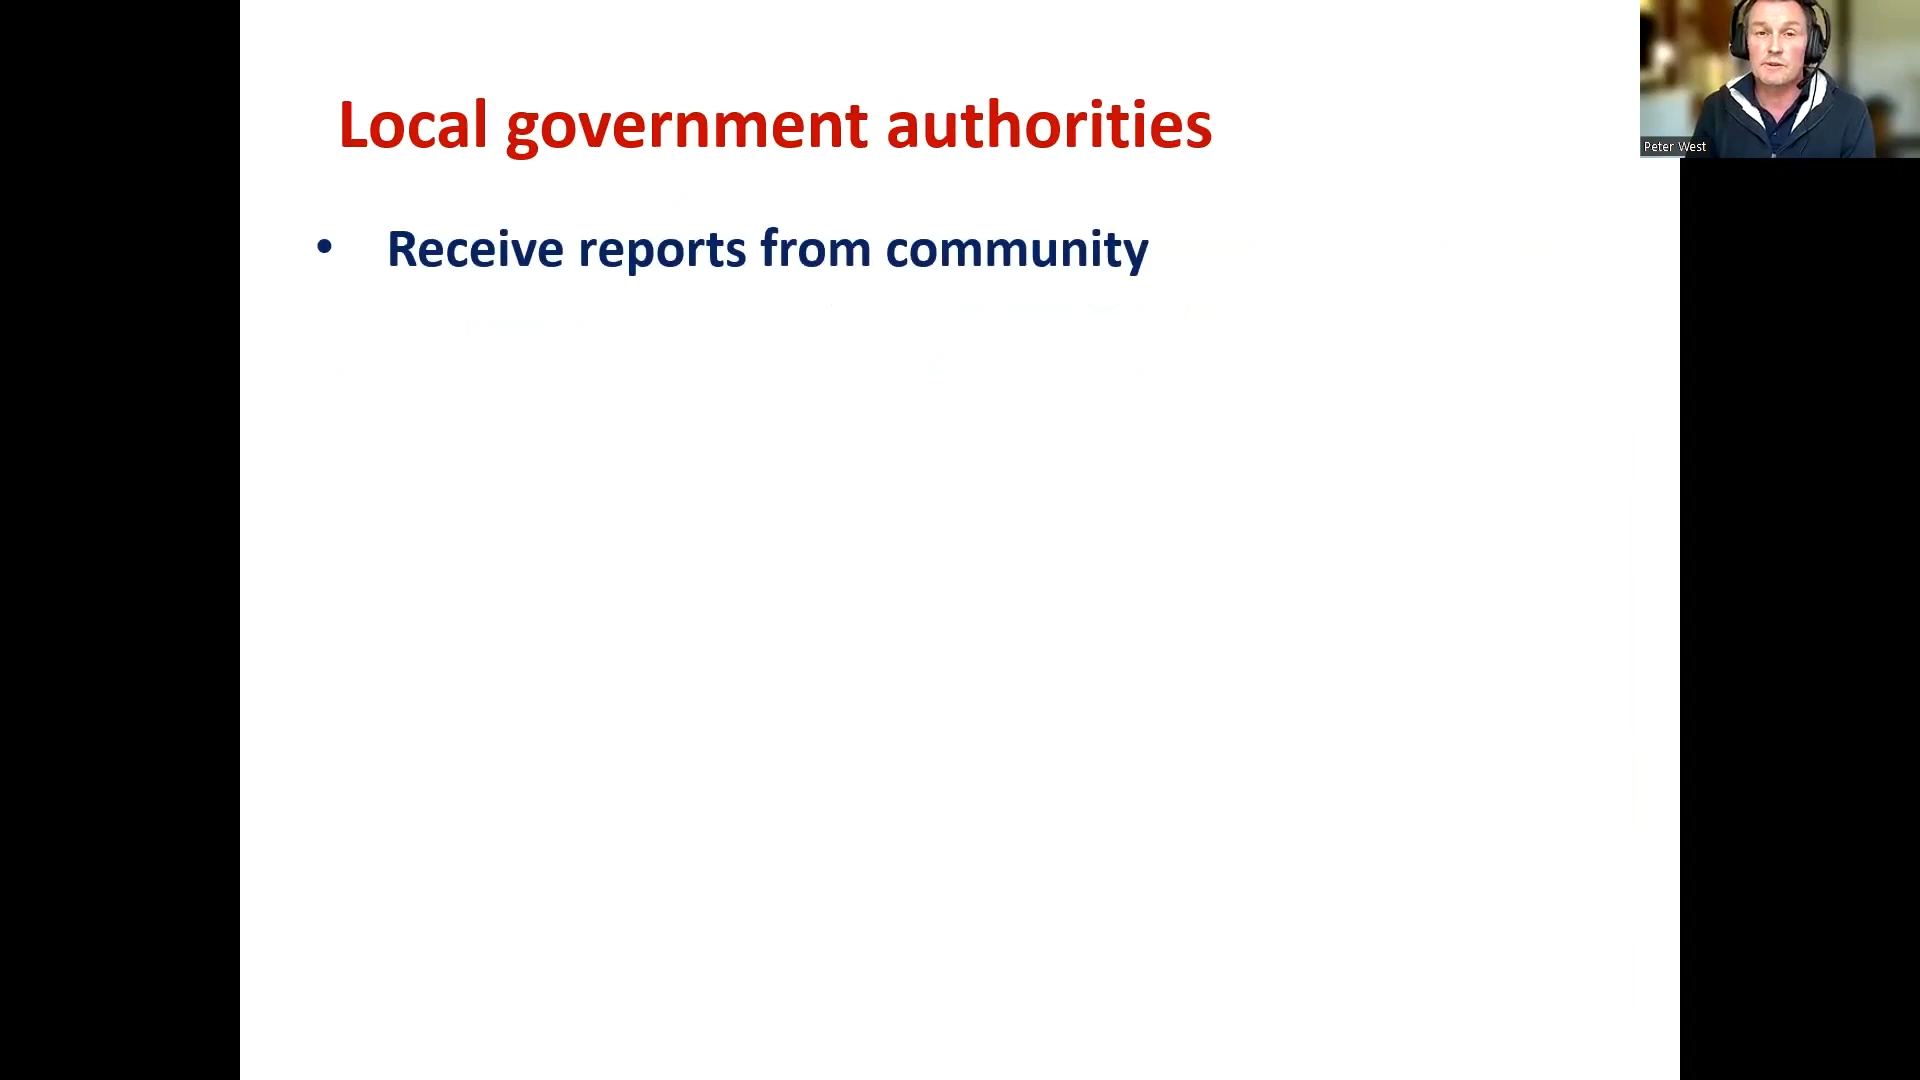 Local government authorities
• Receive reports from community
Peter West